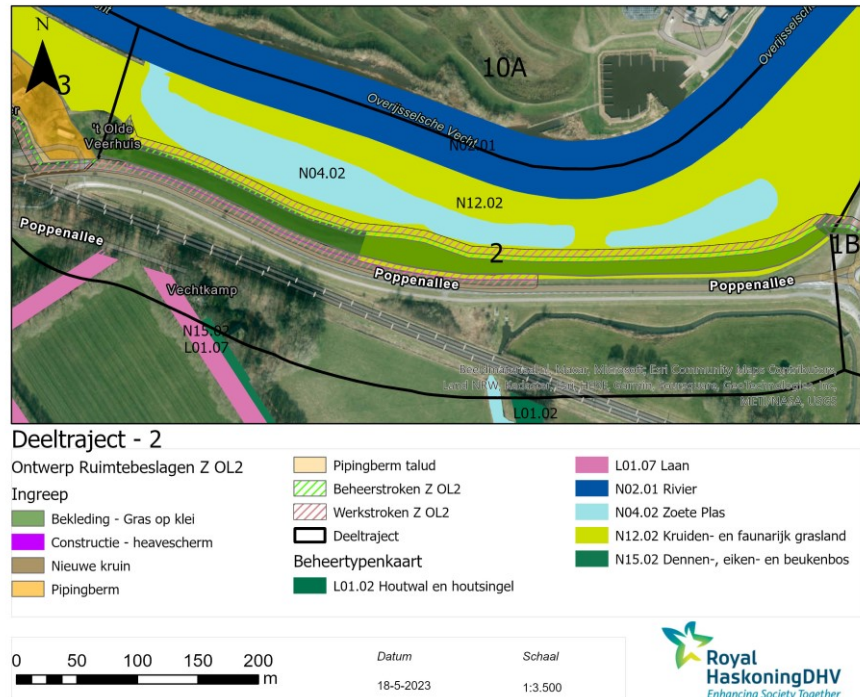 N
3
10A
Overijsselsche Vecht
Overijsselsche Vecht
N02.01
't Olde
Veerhuis
N04.02
N12.02
2
1B
Poppenallee
Poppenallee
Poppenallee
Vechtkamp
N15.02
L01.07
L01.02
Deeltraject - 2
Ontwerp Ruimtebeslagen Z OL2
Ingreep
Bekleding - Gras op klei
Constructie - heavescherm
Nieuwe kruin
Pipingberm
Pipingberm talud
Beheerstroken Z OL2
Werkstroken Z OL2
Deeltraject
Beheertypenkaart
L01.02 Houtwal en houtsingel
L01.07 Laan
N02.01 Rivier
N04.02 Zoete Plas
N12.02 Kruiden- en faunarijk grasland
N15.02 Dennen-, eiken- en beukenbos
0 50 100 150 200
m
Datum
18-5-2023
Schaal
1:3.500
Royal
HaskoningDHV
Enhancing Society Together